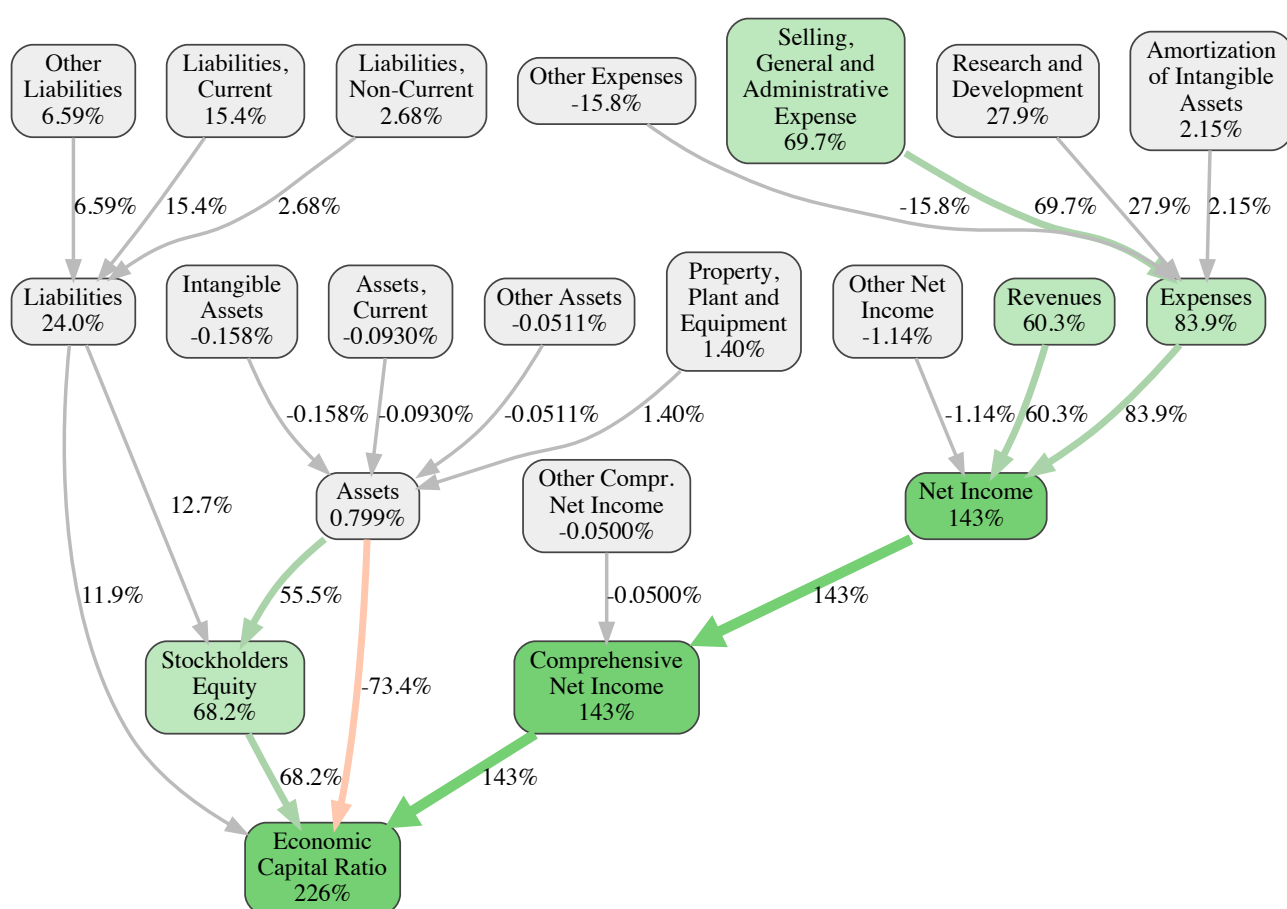 Other
Liabilities
6.59%
Liabilities,
Current
15.4%
Liabilities,
Non-Current
2.68%
Other Expenses
-15.8%
Selling,
General and
Administrative
Expense
69.7%
Research and
Development
27.9%
Amortization
of Intangible
Assets
2.15%
6.59%
15.4%
2.68%
-15.8%
69.7%
27.9%
2.15%
Liabilities
24.0%
Intangible
Assets
-0.158%
Assets,
Current
-0.0930%
Other Assets
-0.0511%
Property,
Plant and
Equipment
1.40%
Other Net
Income
-1.14%
Revenues
60.3%
Expenses
83.9%
-0.158%
-0.0930%
-0.0511%
1.40%
-1.14%
60.3%
83.9%
12.7%
Assets
0.799%
Other Compr.
Net Income
-0.0500%
Net Income
143%
11.9%
55.5%
-0.0500%
143%
Stockholders
Equity
68.2%
-73.4%
Comprehensive
Net Income
143%
68.2%
143%
Economic
Capital Ratio
226%